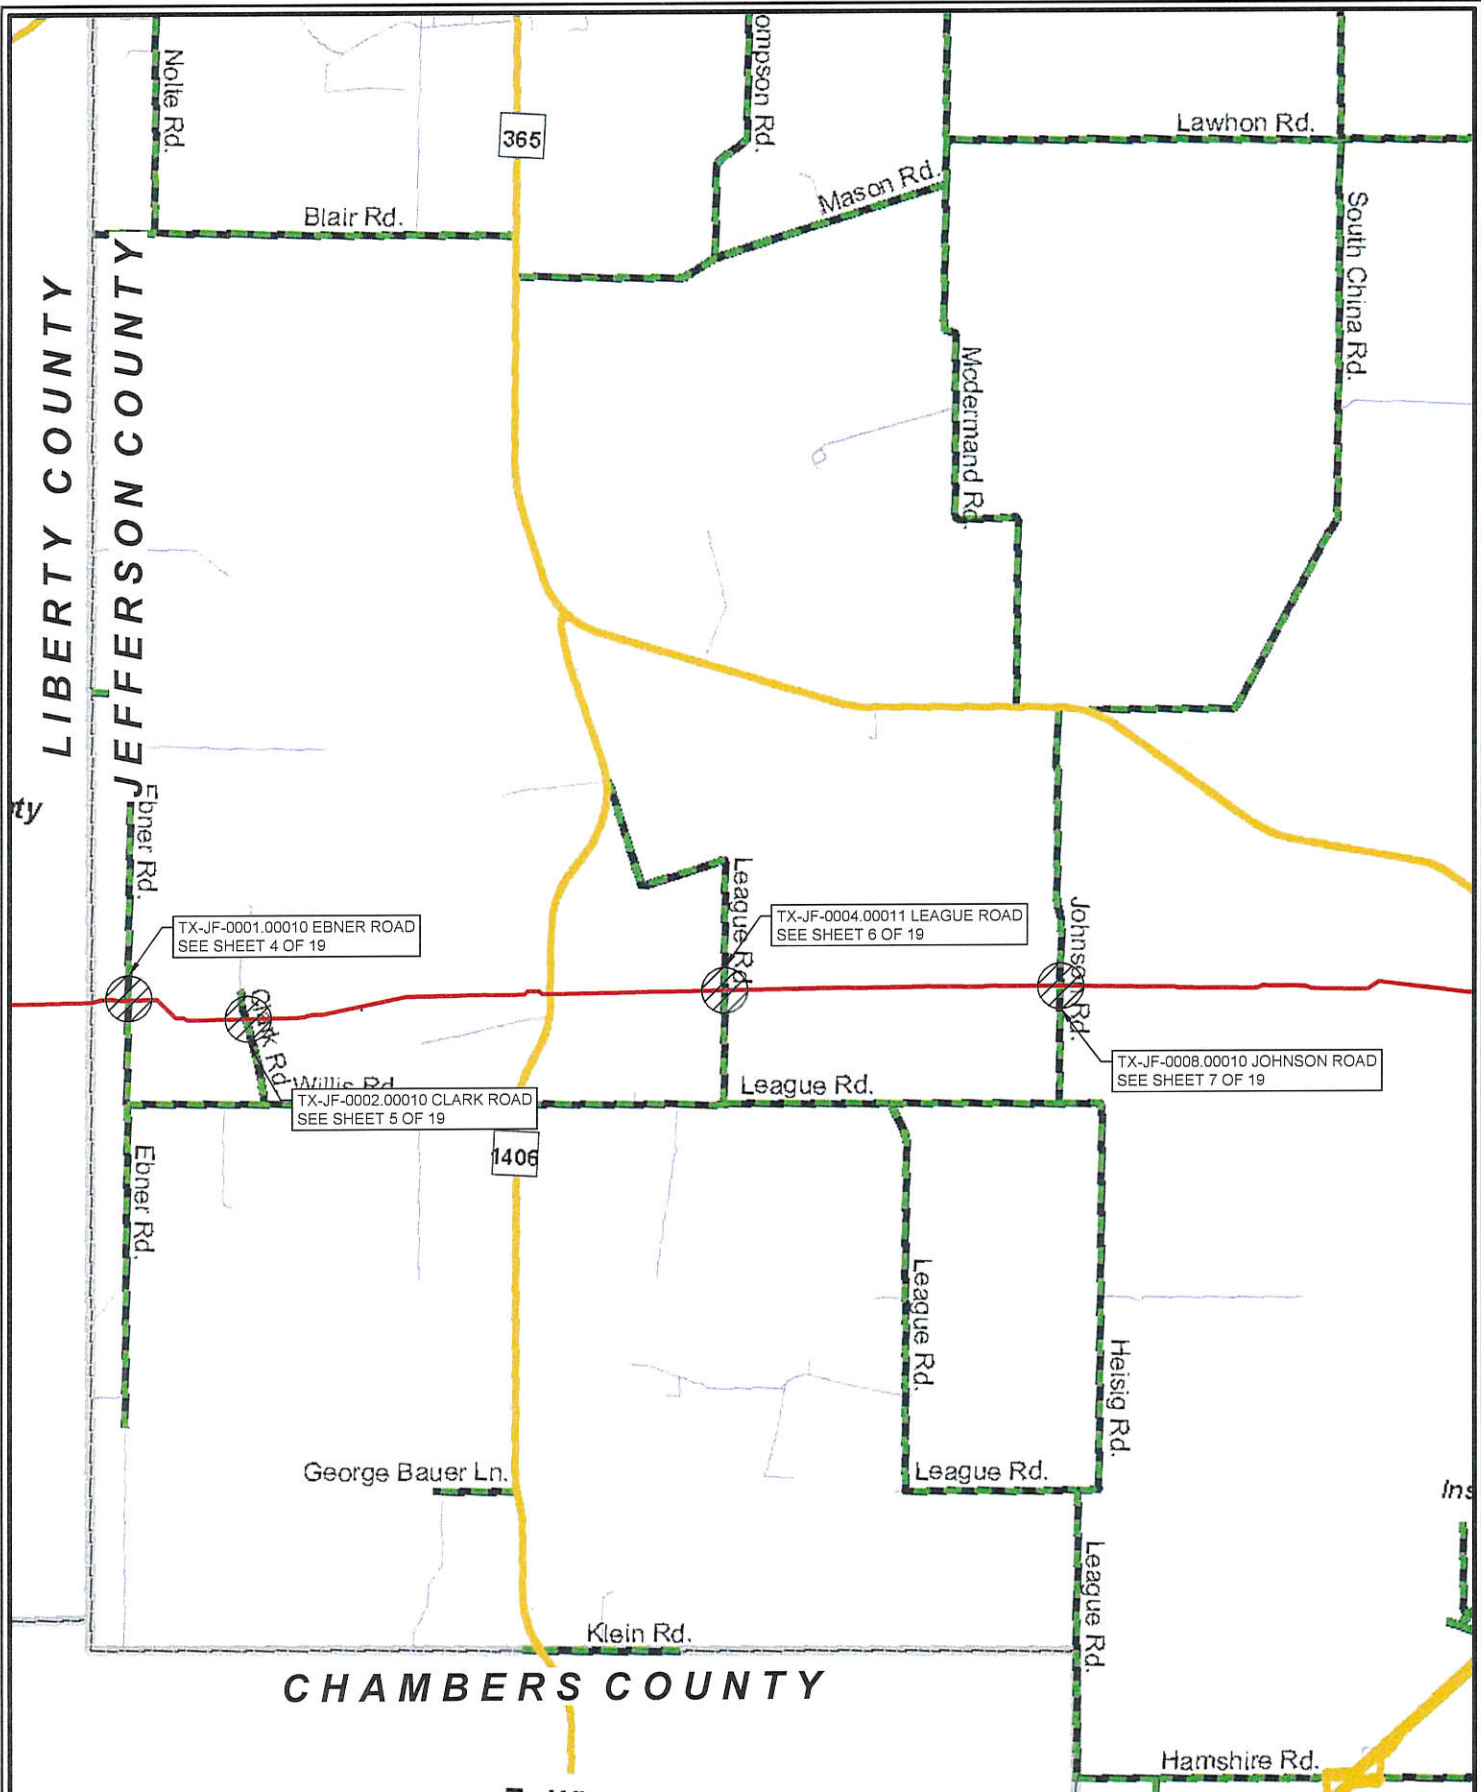 Nolte Rd.
365
ompson Rd.
Lawhon Rd.
Mason Rd.
Blair Rd.
South China Rd.
LIBERTY COUNTY
JEFFERSON COUNTY
Mcdermand Rd.
ty
Ebner Rd.
TX-JF-0001.00010 EBNER ROAD
SEE SHEET 4 OF 19
League Rd.
TX-JF-0004.00011 LEAGUE ROAD
SEE SHEET 6 OF 19
Johnson Rd.
Clark Rd
Willis Rd
TX-JF-0002.00010 CLARK ROAD
SEE SHEET 5 OF 19
League Rd.
TX-JF-0008.00010 JOHNSON ROAD
SEE SHEET 7 OF 19
1406
Ebner Rd.
League Rd.
Heisig Rd.
George Bauer Ln.
League Rd.
Ins
League Rd.
Klein Rd.
CHAMBERS COUNTY
Hamshire Rd.